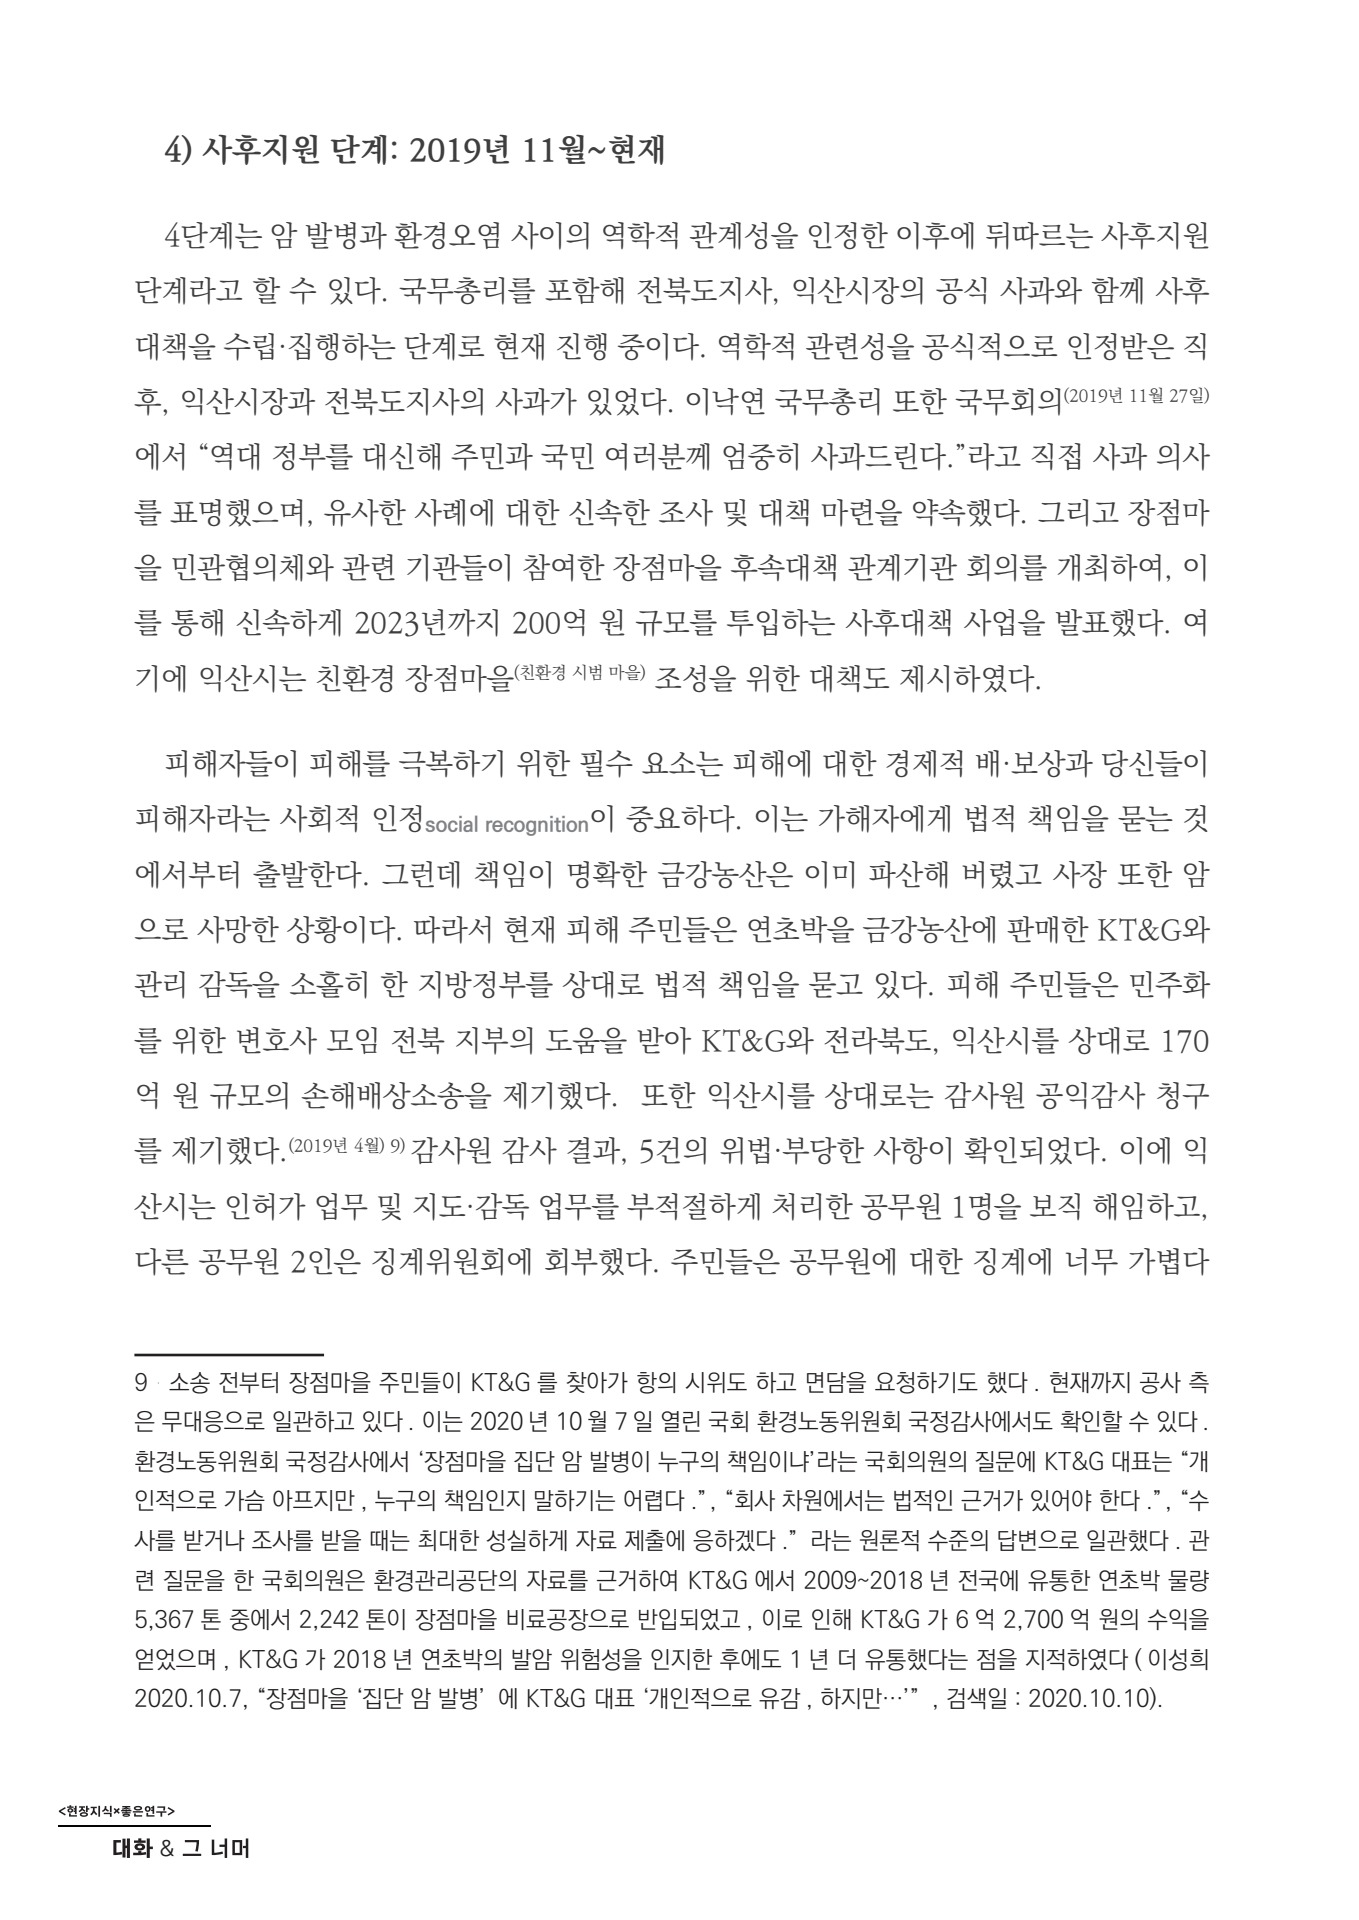 4) 사후지원 단계: 2019년 11월~현재
4단계는 암 발병과 환경오염 사이의 역학적 관계성을 인정한 이후에 뒤따르는 사후지원
단계라고 할 수 있다. 국무총리를 포함해 전북도지사, 익산시장의 공식 사과와 함께 사후
대책을 수립·집행하는 단계로 현재 진행 중이다. 역학적 관련성을 공식적으로 인정받은 직
후, 익산시장과 전북도지사의 사과가 있었다. 이낙연 국무총리 또한 국무회의(2019년 11월 27일)
에서 “역대 정부를 대신해 주민과 국민 여러분께 엄중히 사과드린다.”라고 직접 사과 의사
를 표명했으며, 유사한 사례에 대한 신속한 조사 및 대책 마련을 약속했다. 그리고 장점마
을 민관협의체와 관련 기관들이 참여한 장점마을 후속대책 관계기관 회의를 개최하여, 이
를 통해 신속하게 2023년까지 200억 원 규모를 투입하는 사후대책 사업을 발표했다. 여
기에 익산시는 친환경 장점마을(친환경 시범 마을) 조성을 위한 대책도 제시하였다.
피해자들이 피해를 극복하기 위한 필수 요소는 피해에 대한 경제적 배·보상과 당신들이
피해자라는 사회적 인정social recognition이 중요하다. 이는 가해자에게 법적 책임을 묻는 것
에서부터 출발한다. 그런데 책임이 명확한 금강농산은 이미 파산해 버렸고 사장 또한 암
으로 사망한 상황이다. 따라서 현재 피해 주민들은 연초박을 금강농산에 판매한 KT&G와
관리 감독을 소홀히 한 지방정부를 상대로 법적 책임을 묻고 있다. 피해 주민들은 민주화
를 위한 변호사 모임 전북 지부의 도움을 받아 KT&G와 전라북도, 익산시를 상대로 170
억 원 규모의 손해배상소송을 제기했다.  또한 익산시를 상대로는 감사원 공익감사 청구
를 제기했다.(2019년 4월) 9) 감사원 감사 결과, 5건의 위법·부당한 사항이 확인되었다. 이에 익
산시는 인허가 업무 및 지도·감독 업무를 부적절하게 처리한 공무원 1명을 보직 해임하고,
다른 공무원 2인은 징계위원회에 회부했다. 주민들은 공무원에 대한 징계에 너무 가볍다
9 소송 전부터 장점마을 주민들이 KT&G 를 찾아가 항의 시위도 하고 면담을 요청하기도 했다 . 현재까지 공사 측
은 무대응으로 일관하고 있다 . 이는 2020 년 10 월 7 일 열린 국회 환경노동위원회 국정감사에서도 확인할 수 있다 .
환경노동위원회 국정감사에서 ‘장점마을 집단 암 발병이 누구의 책임이냐’라는 국회의원의 질문에 KT&G 대표는 “개
인적으로 가슴 아프지만 , 누구의 책임인지 말하기는 어렵다 .” , “회사 차원에서는 법적인 근거가 있어야 한다 .” , “수
사를 받거나 조사를 받을 때는 최대한 성실하게 자료 제출에 응하겠다 .” 라는 원론적 수준의 답변으로 일관했다 . 관
련 질문을 한 국회의원은 환경관리공단의 자료를 근거하여 KT&G 에서 2009~2018 년 전국에 유통한 연초박 물량
5,367 톤 중에서 2,242 톤이 장점마을 비료공장으로 반입되었고 , 이로 인해 KT&G 가 6 억 2,700 억 원의 수익을
얻었으며 , KT&G 가 2018 년 연초박의 발암 위험성을 인지한 후에도 1 년 더 유통했다는 점을 지적하였다 ( 이성희
2020.10.7, “장점마을 ‘집단 암 발병’ 에 KT&G 대표 ‘개인적으로 유감 , 하지만…’” , 검색일 : 2020.10.10).
<현장지식×좋은연구>
대화 & 그 너머